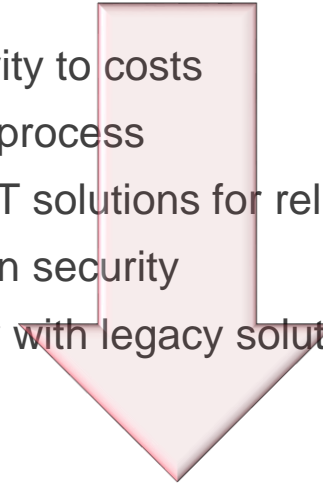 ity to costs
process
T solutions for rel
n security
with legacy solut